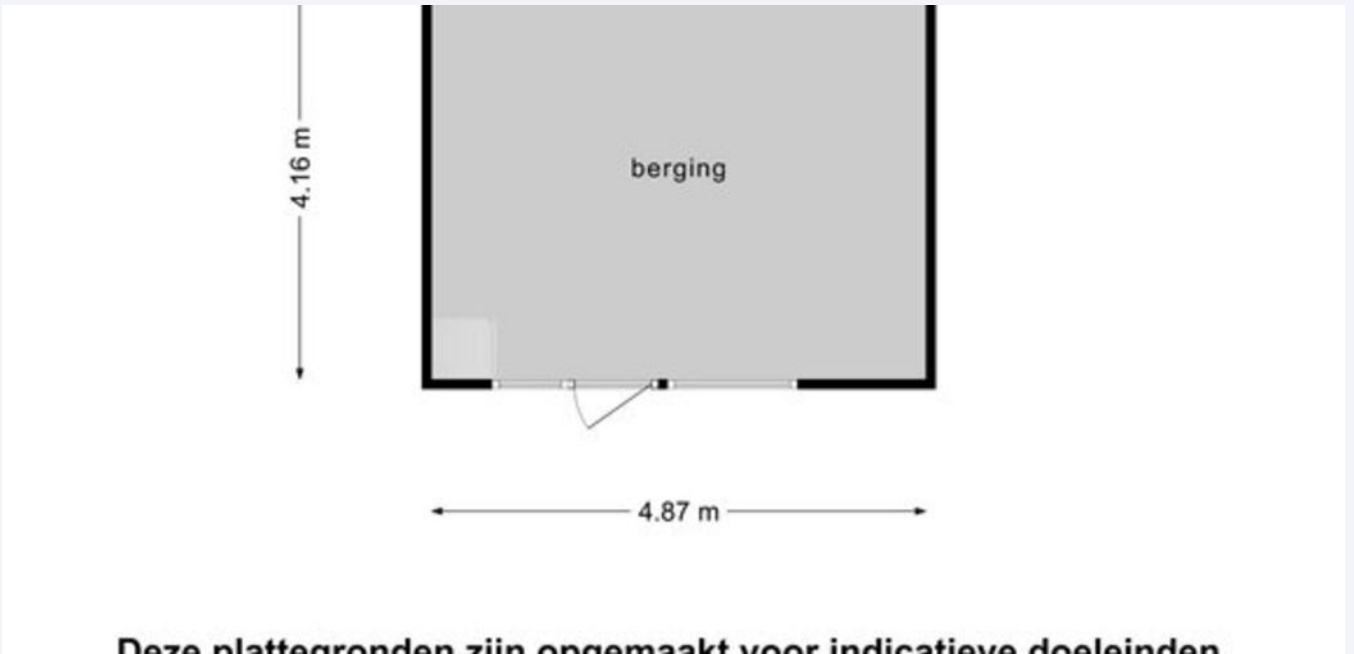 berging
4.16 m
4.87 m
Deze plattegronden zijn opgemaakt voor indicatieve doeleinden